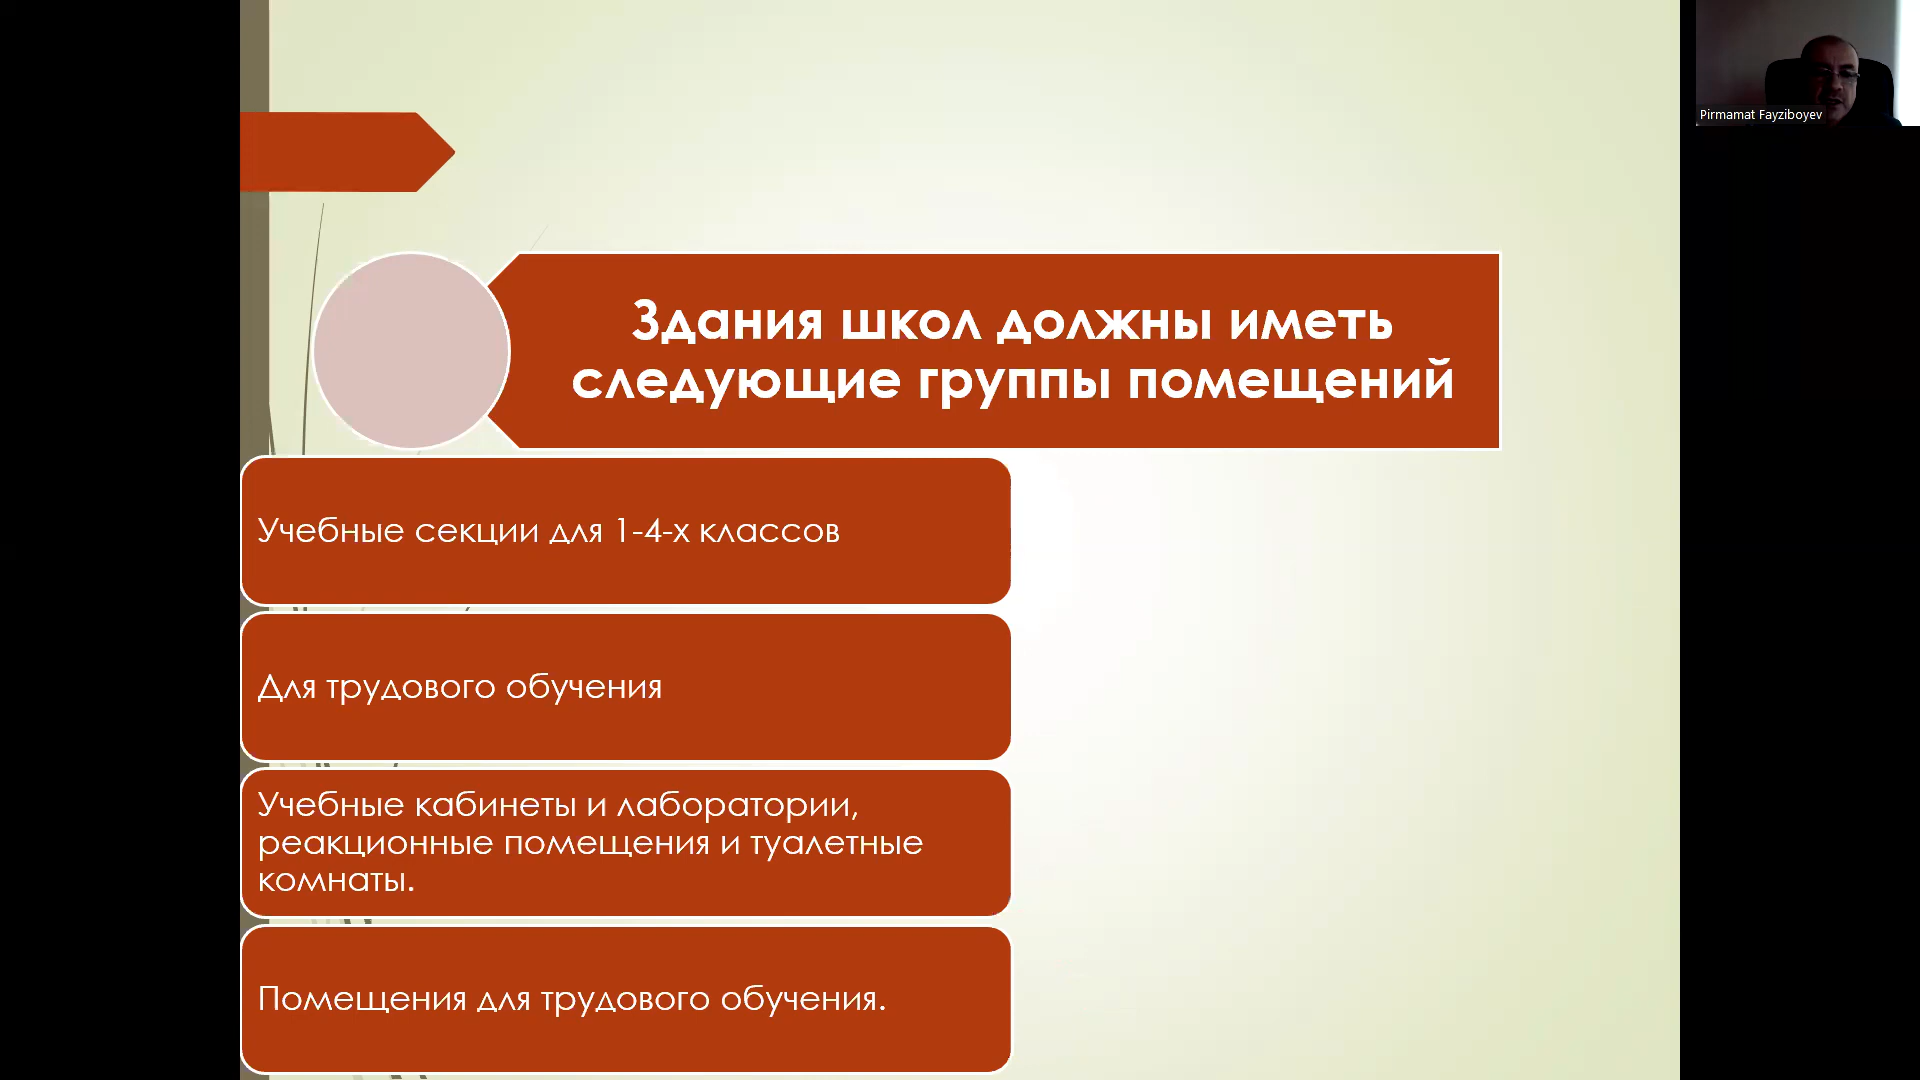 Здания школ должны иметь
следующие группы помещений
Учебные секции для 1-4-х классов
Для трудового обучения
Учебные кабинеты и лаборатории,
реакционные помещения и туалетные
комнаты.
Помещения для трудового обучения.
Pirmamat Fayziboyev